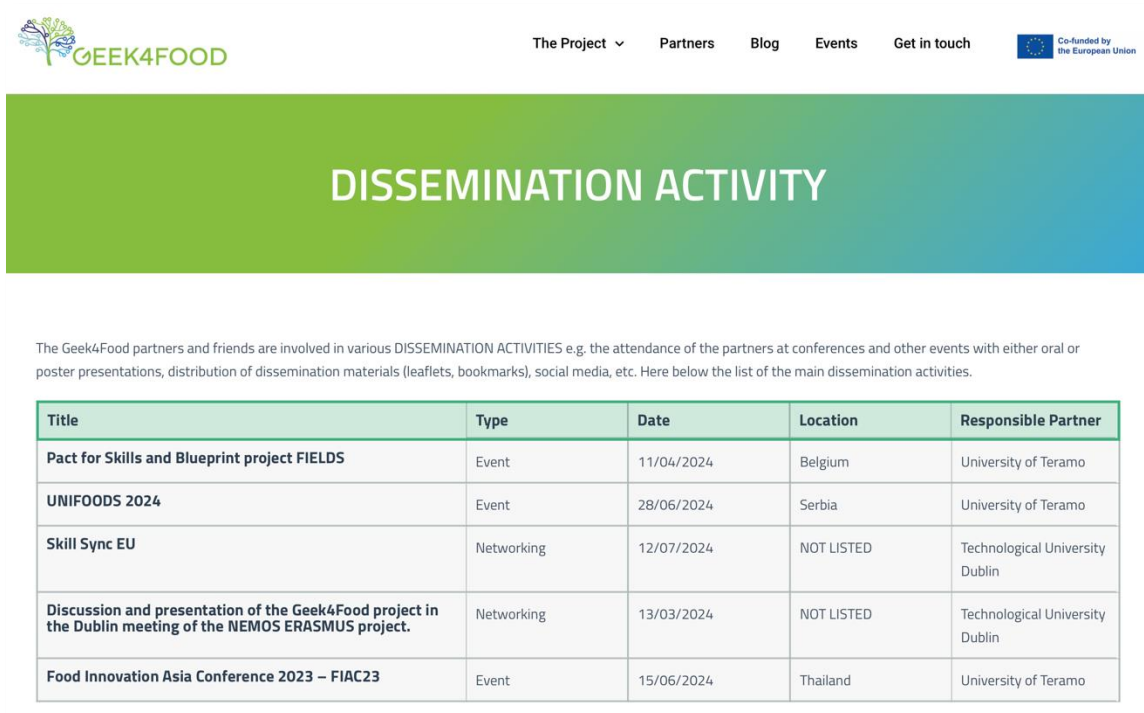 GEEK4FOOD
The Project Partners Blog Events Get in touch
Co-funded by
the European Union
DISSEMINATION ACTIVITY
The Geek4Food partners and friends are involved in various DISSEMINATION ACTIVITIES e.g. the attendance of the partners at conferences and other events with either oral or
poster presentations, distribution of dissemination materials (leaflets, bookmarks), social media, etc. Here below the list of the main dissemination activities.
Title Type Date Location Responsible Partner
Pact for Skills and Blueprint project FIELDS Event 11/04/2024 Belgium University of Teramo
UNIFOODS 2024 Event 28/06/2024 Serbia University of Teramo
Skill Sync EU Networking 12/07/2024 NOT LISTED Technological University
Dublin
Discussion and presentation of the Geek4Food project in
the Dublin meeting of the NEMOS ERASMUS project. Networking 13/03/2024 NOT LISTED Technological University
Dublin
Food Innovation Asia Conference 2023 – FIAC23 Event 15/06/2024 Thailand University of Teramo